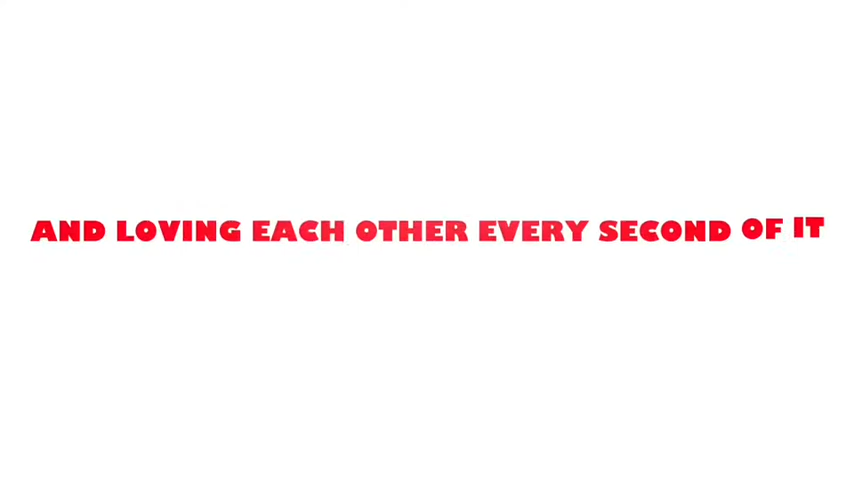 AND LOVING EACH OTHER EVERY SECOND OF IT